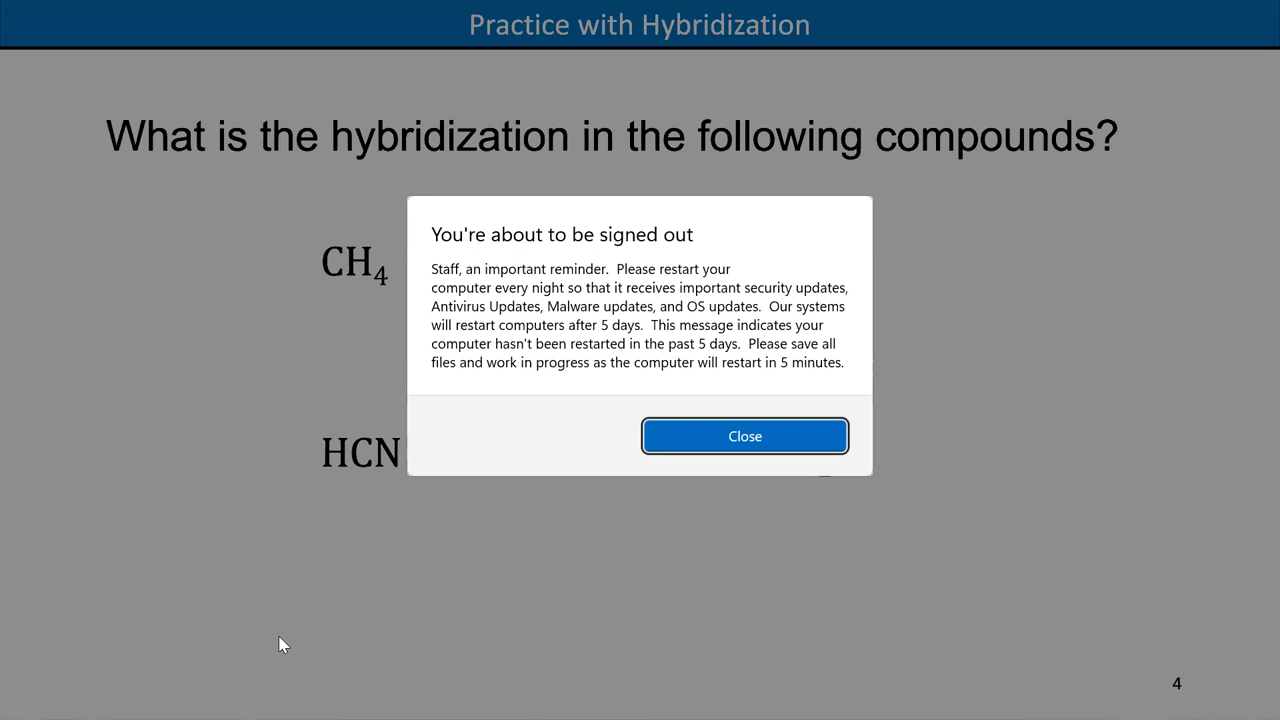 Practice with Hybridization
What is the hybridization in the following compounds?
CH₄
HCN
You're about to be signed out
Staff, an important reminder.  Please restart your
computer every night so that it receives important security updates,
Antivirus Updates, Malware updates, and OS updates.  Our systems
will restart computers after 5 days.  This message indicates your
computer hasn't been restarted in the past 5 days.  Please save all
files and work in progress as the computer will restart in 5 minutes.
Close
4